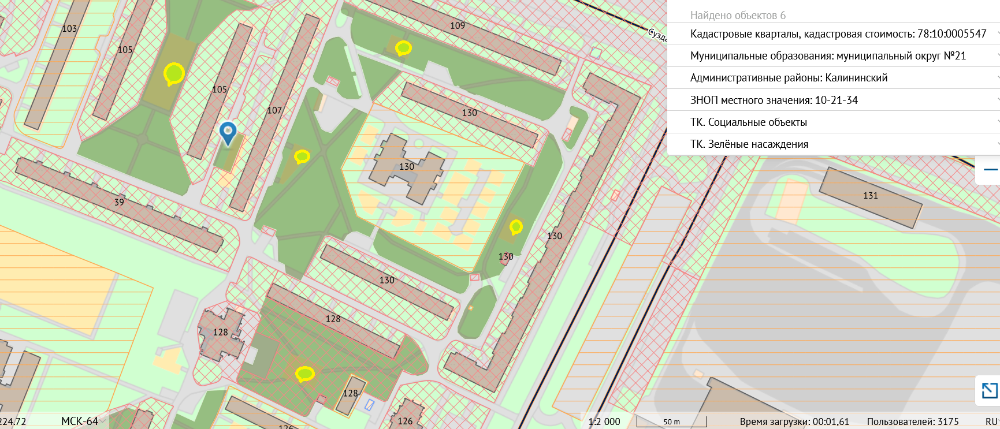 Найдено объектов 6
Кадастровые кварталы, кадастровая стоимость: 78:10:0005547
Муниципальные образования: муниципальный округ №21
Административные районы: Калининский
ЗНОП местного значения: 10-21-34
ТК. Социальные объекты
ТК. Зелёные насаждения
109
103
Сузда
105
105
107
130
130
131
39
130
130
130
128
128
128
126
126
224.72
МСК-64
1:2 000
50 m
Время загрузки: 00:01,61
Пользователей: 3175
RU